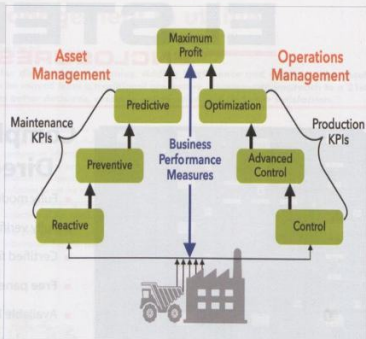 Maximum
Profit
Asset
Management
Operations
Management
Predictive
Optimization
Maintenance
KPIs
Production
KPIs
Business
Performance
Measures
Preventive
Advanced
Control
Reactive
Control